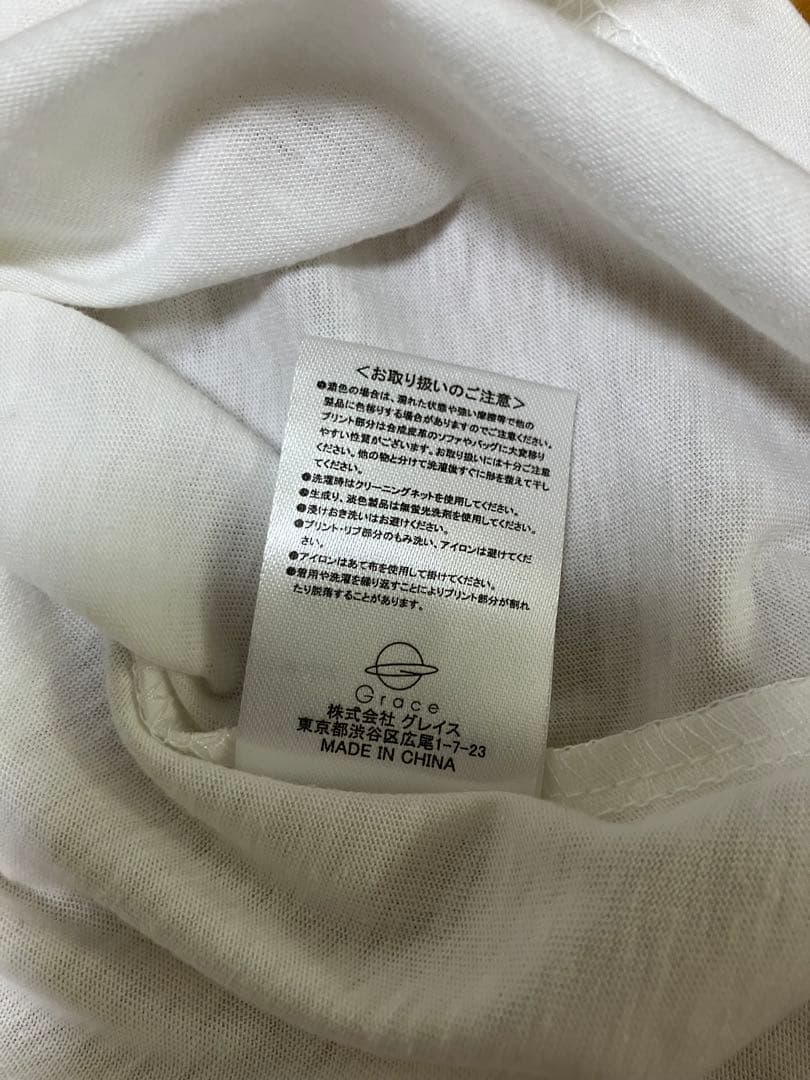 ＜お取り扱いのご注意＞
●濃色の場合は、濡れた状態や強い摩擦等で他の
製品に色移りする場合がありますのでご注意ください。
プリント部分は合成皮革のソファやバッグに大変移り
やすい性質がございます。お取り扱いには十分ご注意
ください。他の物と分けて洗濯後すぐに形を整えて干し
てください。
●洗濯時はクリーニングネットを使用してください。
●生成り、淡色製品は無蛍光洗剤を使用してください。
●浸けおき洗いはお避けください。
●プリント・リブ部分のもみ洗い、アイロンは避けてくだ
さい。
●アイロンはあて布を使用して掛けてください。
●着用や洗濯を繰り返すことによりプリント部分が割れ
たり脱落することがあります。
Grace
株式会社 グレイス
東京都渋谷区広尾1-7-23
MADE IN CHINA